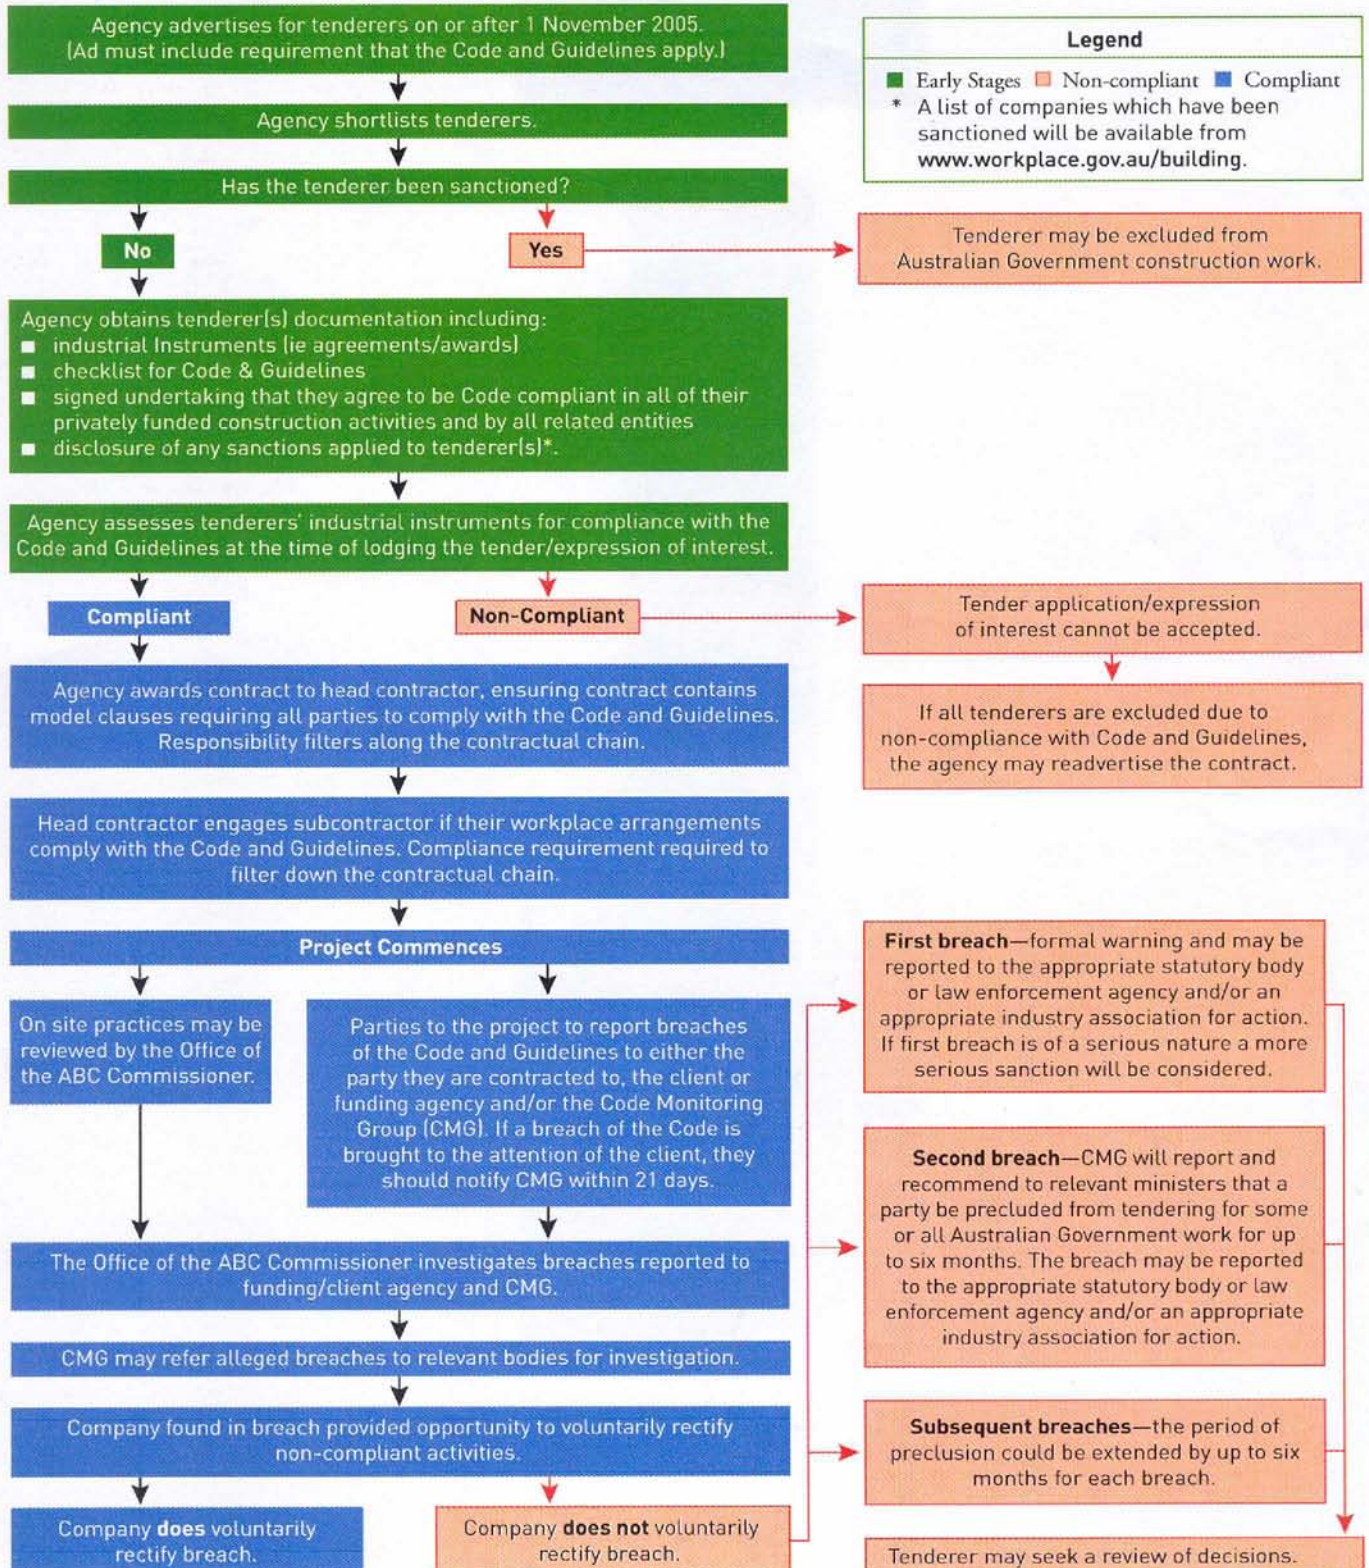 Agency advertises for tenderers on or after 1 November 2005.
(Ad must include requirement that the Code and Guidelines apply.)
Agency shortlists tenderers.
Has the tenderer been sanctioned?
No
Yes
Legend
Early Stages Non-compliant Compliant
* A list of companies which have been
sanctioned will be available from
www.workplace.gov.au/building.
Tenderer may be excluded from
Australian Government construction work.
Agency obtains tenderer(s) documentation including:
industrial Instruments (ie agreements/awards)
checklist for Code & Guidelines
signed undertaking that they agree to be Code compliant in all of their
privately funded construction activities and by all related entities
disclosure of any sanctions applied to tenderer(s)*.
Agency assesses tenderers' industrial instruments for compliance with the
Code and Guidelines at the time of lodging the tender/expression of interest.
Compliant
Non-Compliant
Tender application/expression
of interest cannot be accepted.
If all tenderers are excluded due to
non-compliance with Code and Guidelines,
the agency may readvertise the contract.
Agency awards contract to head contractor, ensuring contract contains
model clauses requiring all parties to comply with the Code and Guidelines.
Responsibility filters along the contractual chain.
Head contractor engages subcontractor if their workplace arrangements
comply with the Code and Guidelines. Compliance requirement required to
filter down the contractual chain.
Project Commences
On site practices may be
reviewed by the Office of
the ABC Commissioner.
Parties to the project to report breaches
of the Code and Guidelines to either the
party they are contracted to, the client or
funding agency and/or the Code Monitoring
Group (CMG). If a breach of the Code is
brought to the attention of the client, they
should notify CMG within 21 days.
The Office of the ABC Commissioner investigates breaches reported to
funding/client agency and CMG.
CMG may refer alleged breaches to relevant bodies for investigation.
Company found in breach provided opportunity to voluntarily rectify
non-compliant activities.
Company does voluntarily
rectify breach.
Company does not voluntarily
rectify breach.
First breach—formal warning and may be
reported to the appropriate statutory body
or law enforcement agency and/or an
appropriate industry association for action.
If first breach is of a serious nature a more
serious sanction will be considered.
Second breach—CMG will report and
recommend to relevant ministers that a
party be precluded from tendering for some
or all Australian Government work for up
to six months. The breach may be reported
to the appropriate statutory body or law
enforcement agency and/or an appropriate
industry association for action.
Subsequent breaches—the period of
preclusion could be extended by up to six
months for each breach.
Tenderer may seek a review of decisions.